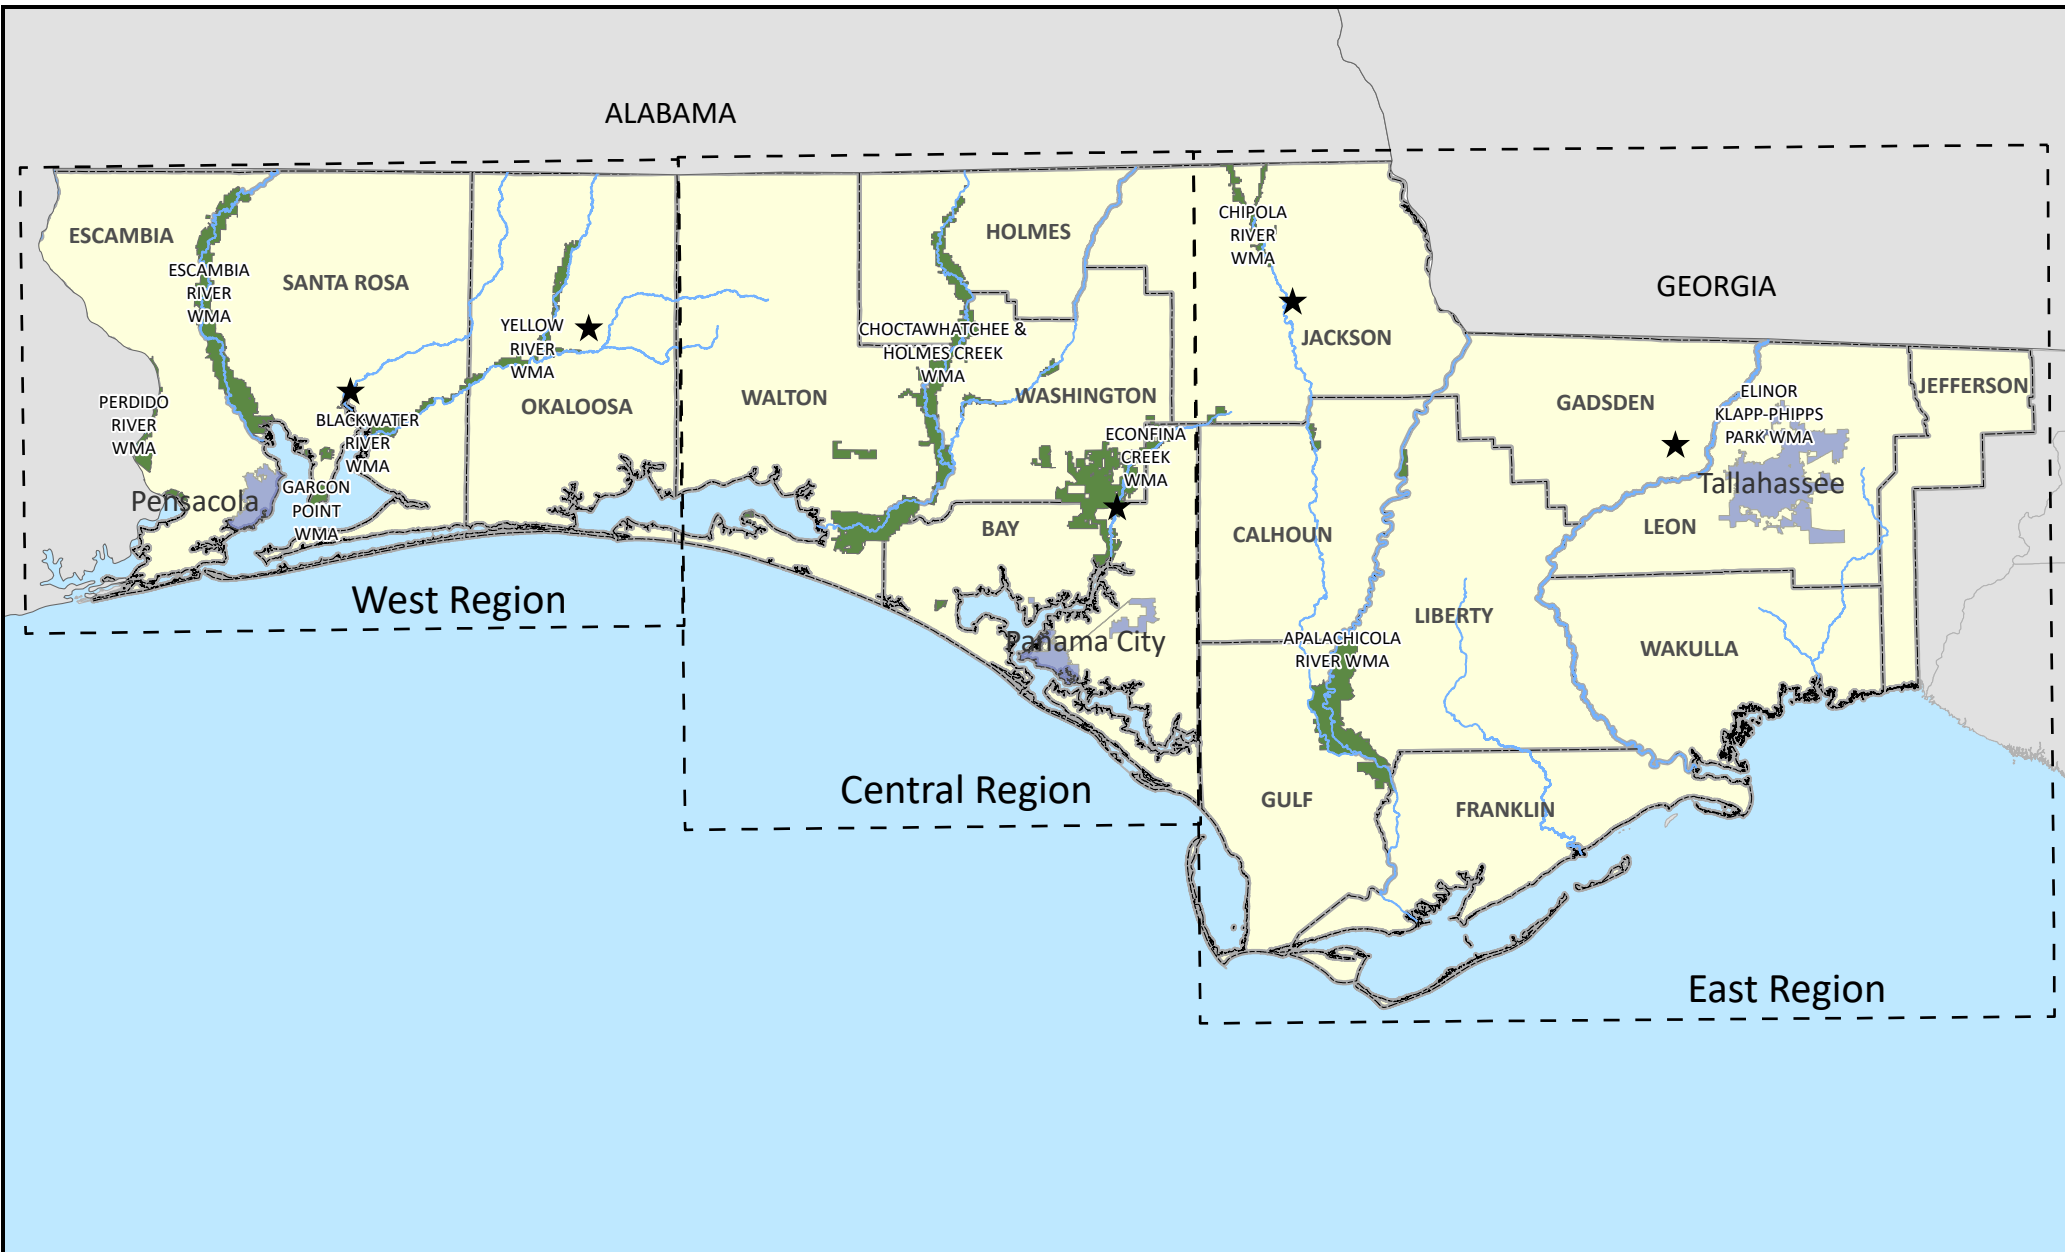 ALABAMA
GEORGIA
ESCAMBIA
ESCAMBIA
RIVER
WMA
SANTA ROSA
PERDIDO
RIVER
WMA
Pensacola
GARCON
POINT
WMA
BLACKWATER
RIVER
WMA
YELLOW
RIVER
WMA
OKALOOSA
West Region
WALTON
HOLMES
CHOCTAWHATCHEE &
HOLMES CREEK
WMA
WASHINGTON
ECONFINA
CREEK
WMA
BAY
Panama City
Central Region
CHIPOLA
RIVER
WMA
JACKSON
CALHOUN
LIBERTY
APALACHICOLA
RIVER WMA
GULF
FRANKLIN
GADSDEN
ELINOR
KLAPP-PHIPPS
PARK WMA
JEFFERSON
Tallahassee
LEON
WAKULLA
East Region